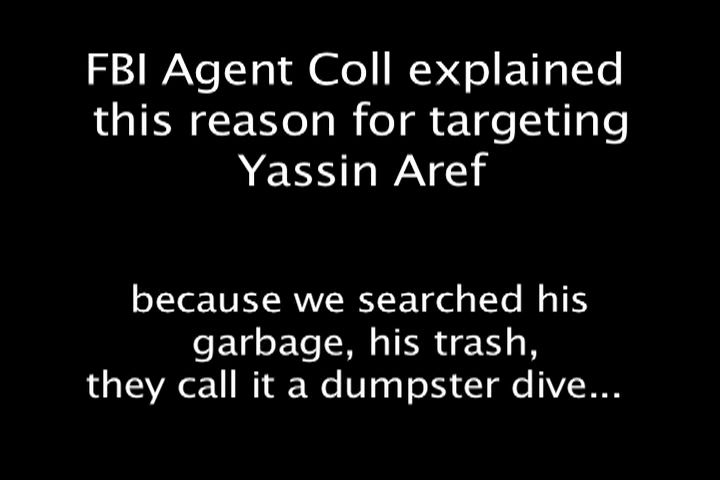 FBI Agent Coll explained
this reason for targeting
Yassin Aref
because we searched his
garbage, his trash,
they call it a dumpster dive...